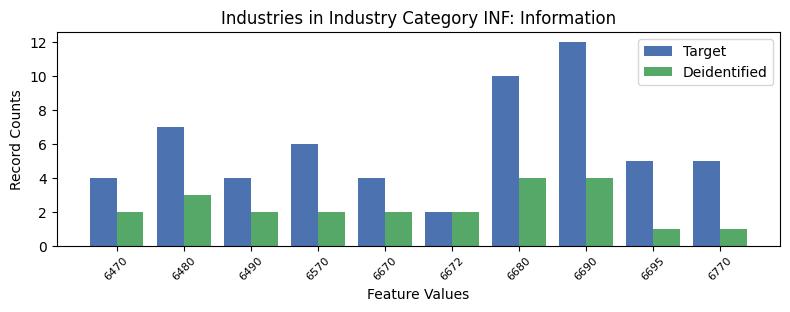 Industries in Industry Category INF: Information
Target
Deidentified
Record Counts
12
10
8
6
4
2
0
6470 6480 6490 6570 6670 6672 6680 6690 6695 6770
Feature Values